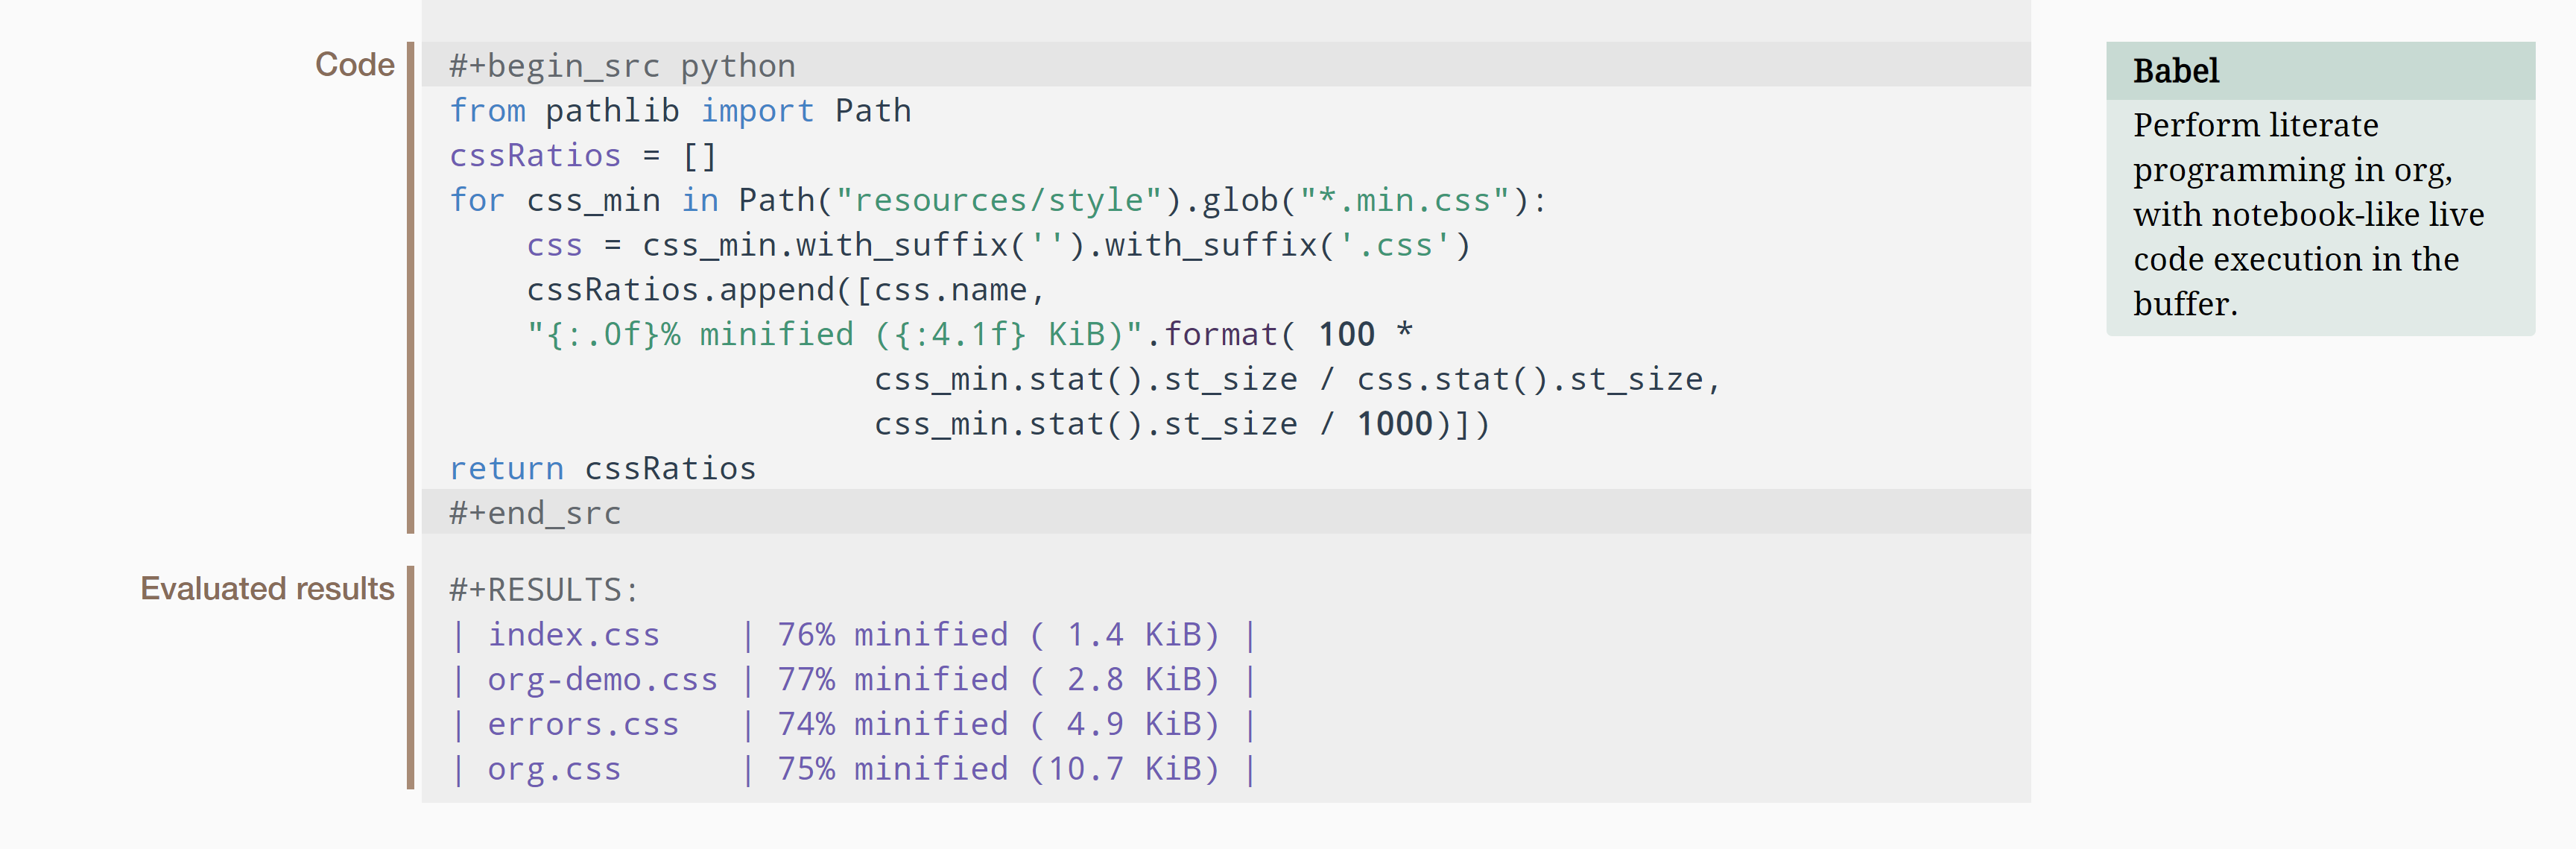 Code
#+begin_src python
from pathlib import Path
cssRatios = []
for css_min in Path("resources/style").glob("*.min.css"):
    css = css_min.with_suffix('').with_suffix('.css')
    cssRatios.append([css.name,
    "{:.0f}% minified ({:4.1f} KiB)".format( 100 *
                      css_min.stat().st_size / css.stat().st_size,
                      css_min.stat().st_size / 1000)])
return cssRatios
#+end_src
Evaluated results
#+RESULTS:
| index.css    | 76% minified ( 1.4 KiB) |
| org-demo.css | 77% minified ( 2.8 KiB) |
| errors.css   | 74% minified ( 4.9 KiB) |
| org.css      | 75% minified (10.7 KiB) |
Babel
Perform literate
programming in org,
with notebook-like live
code execution in the
buffer.